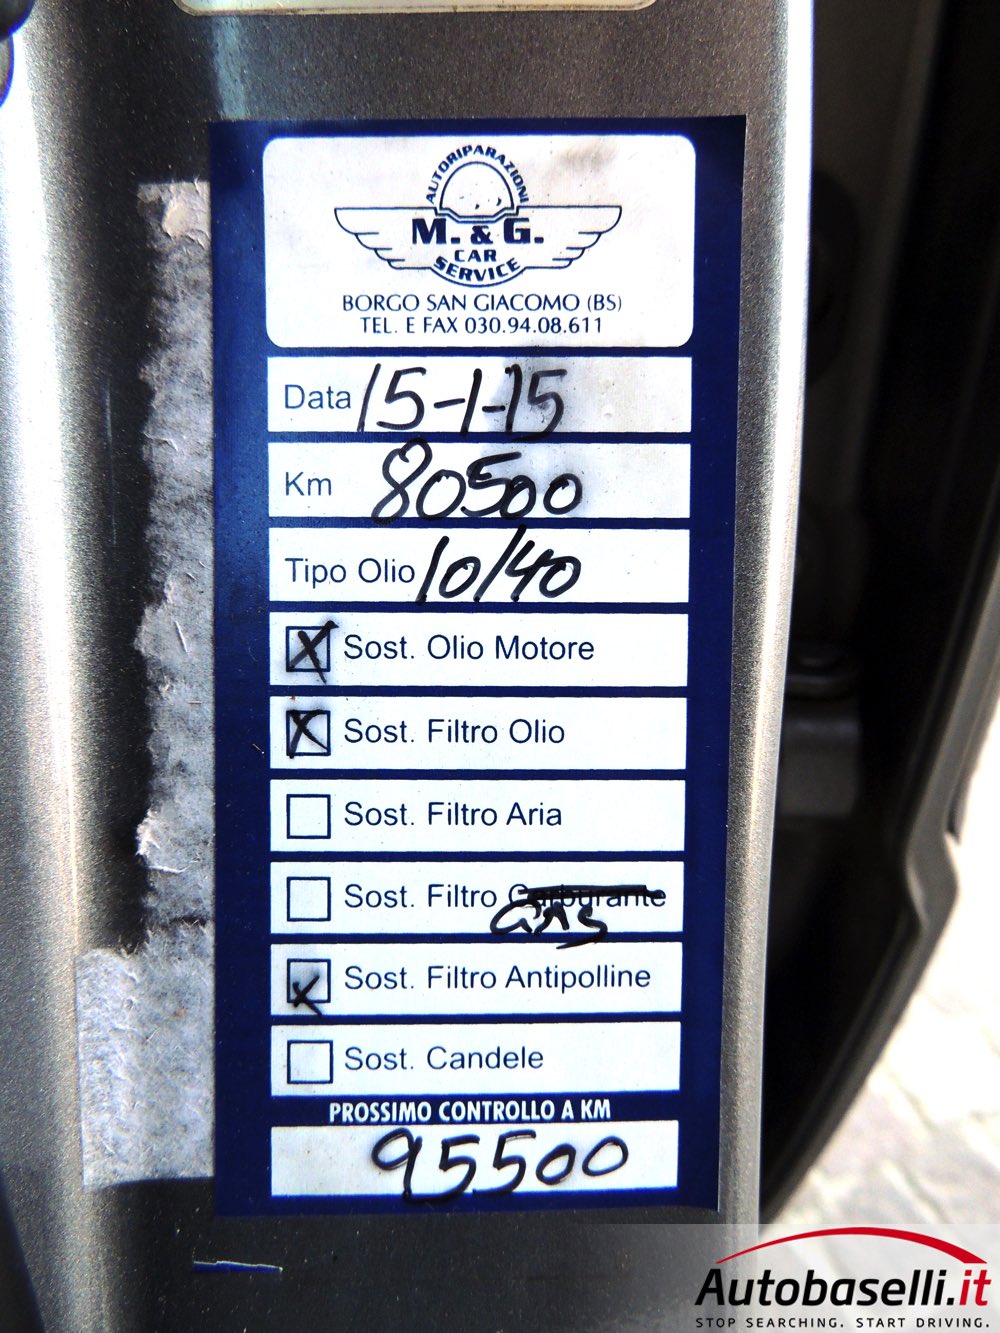 AUTORIPARAZIONI
M. & G.
CAR
SERVICE
BORGO SAN GIACOMO (BS)
TEL. E FAX 030.94.08.611
Data 15-1-15
Km 80500
Tipo Olio 10/40
X Sost. Olio Motore
X Sost. Filtro Olio
Sost. Filtro Aria
Sost. Filtro Carburante
GAS
X Sost. Filtro Antipolline
Sost. Candele
PROSSIMO CONTROLLO A KM
95500
Autobaselli.it
STOP SEARCHING. START DRIVING.